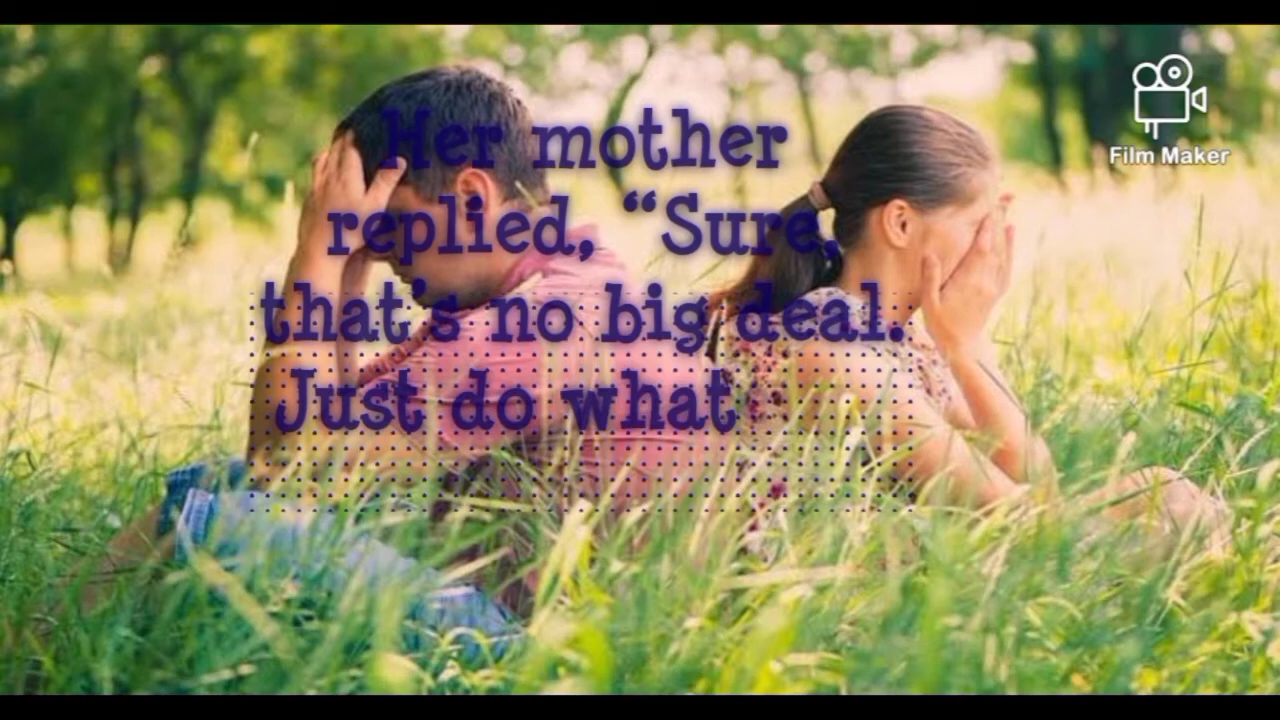 Her mother
replied, “Sure,
that's no big deal.
Just do what
Film Maker